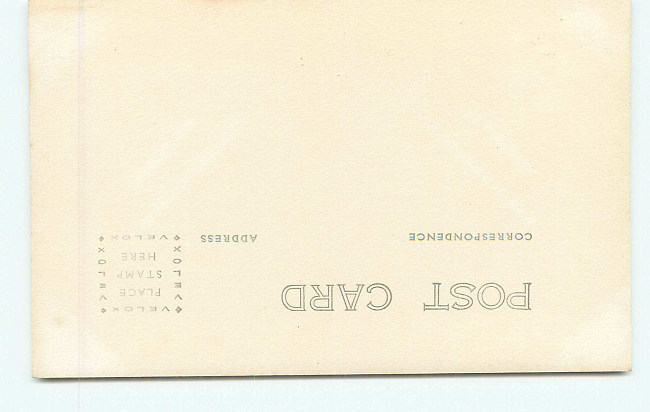 POST CARD
CORRESPONDENCE
ADDRESS
VELOX
VELOX
PLACE
STAMP
HERE
VELOX
VELOX